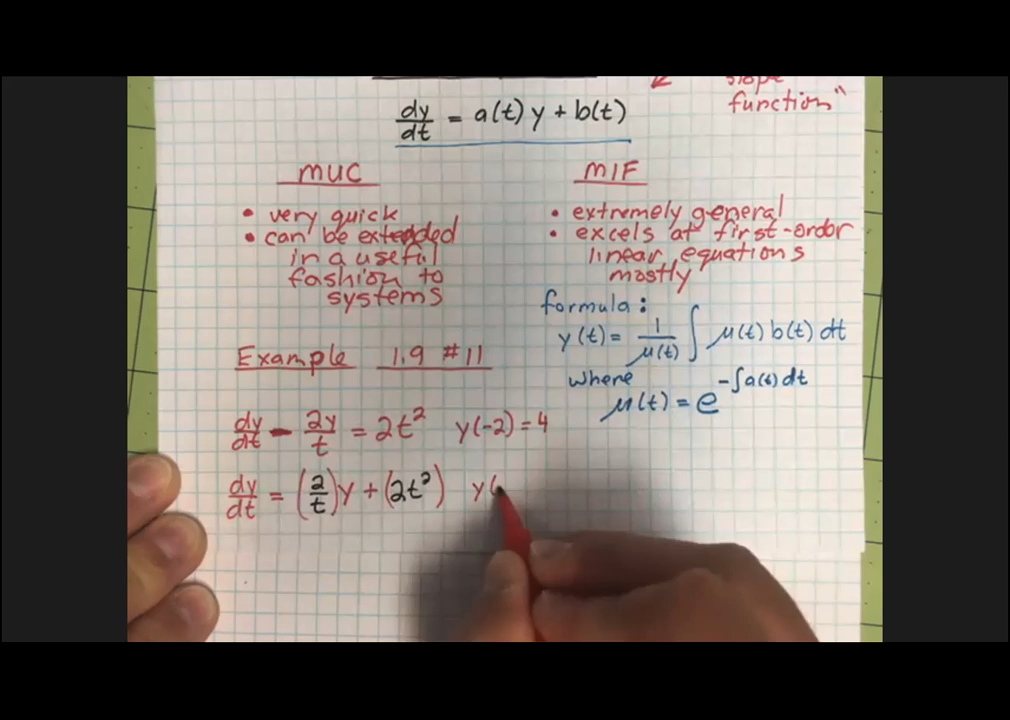 slope
function"
dy/dt = a(t) y + b(t)
MUC
• very quick
• can be extended
in a useful
fashion to
systems
MIF
• extremely general
• excels at first-order
linear equations
mostly
formula:
y(t) = 1/μ(t) ∫ μ(t) b(t) dt
where
μ(t) = e^(-∫a(t)dt)
Example 1.9 #11
dy/dt - 2y/t = 2t² y(-2) = 4
dy/dt = (2/t)y + (2t²) y(